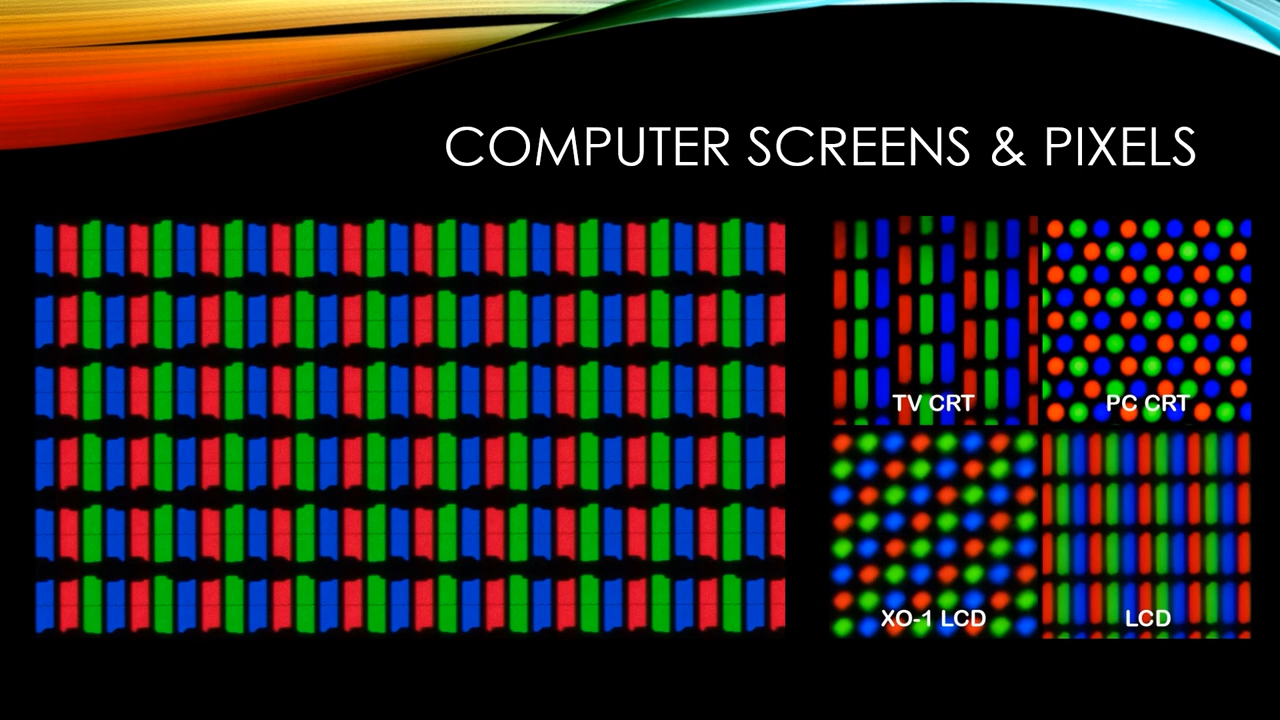 COMPUTER SCREENS & PIXELS
TV CRT
PC CRT
XO-1 LCD
LCD